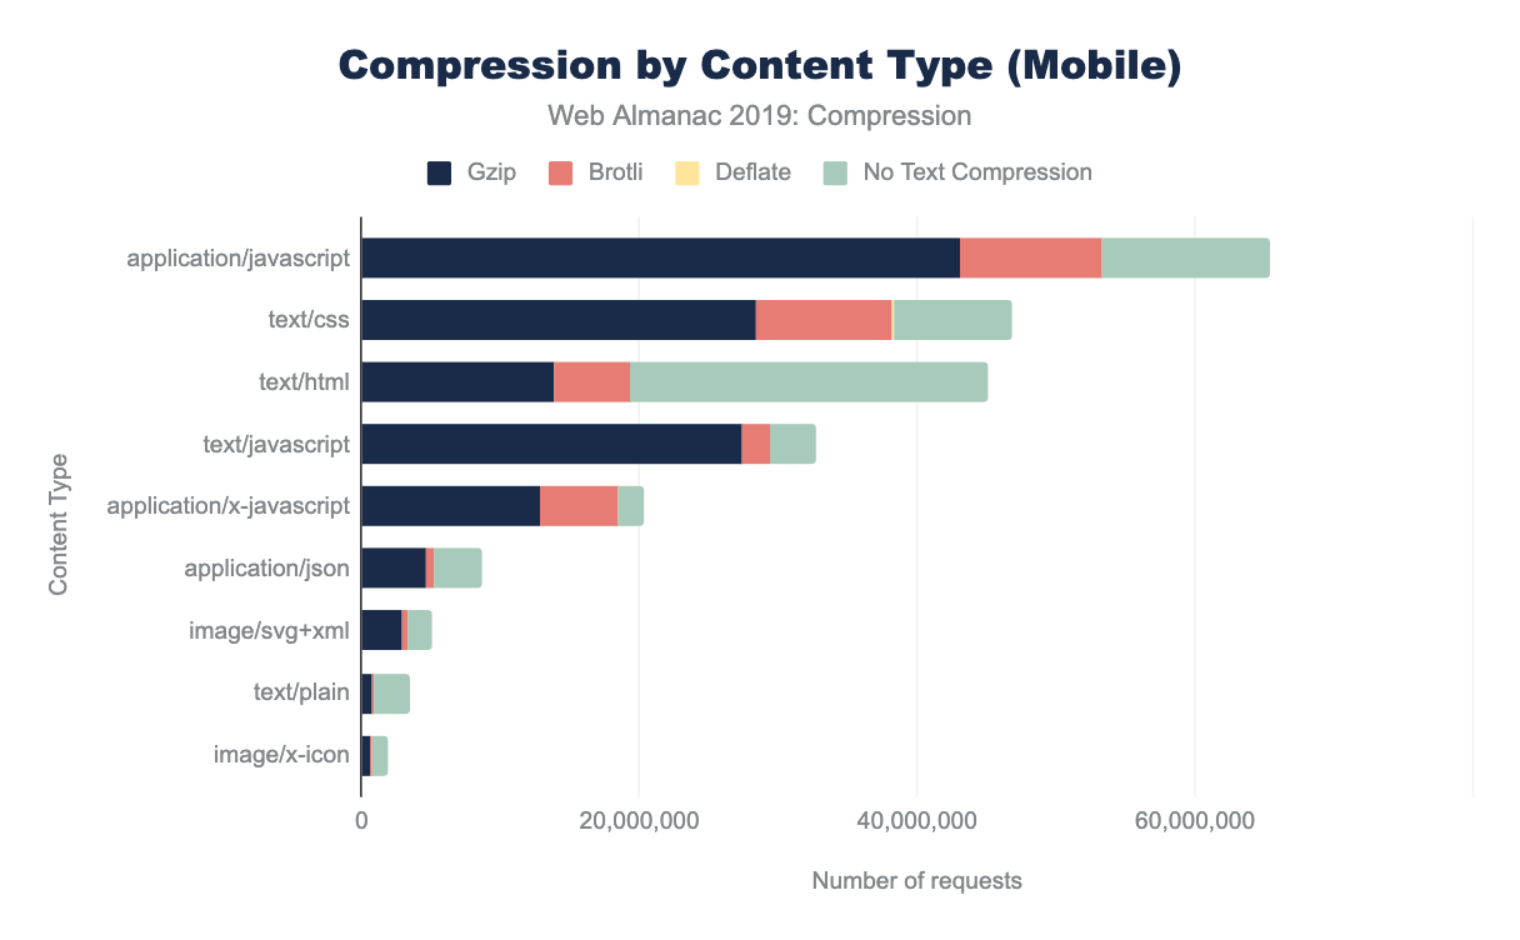 Compression by Content Type (Mobile)
Web Almanac 2019: Compression
Gzip Brotli Deflate No Text Compression
application/javascript
text/css
text/html
text/javascript
application/x-javascript
application/json
image/svg+xml
text/plain
image/x-icon
Content Type
0 20,000,000 40,000,000 60,000,000
Number of requests